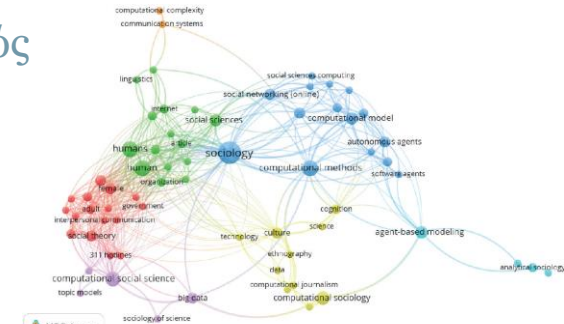 ός
computational complexity
communication systems
linguistics
social sciences computing
social networking (online)
internet
social sciences
computational model
article
autonomous agents
humans
sociology
human
computational methods
software agents
organization
female
adult
government
cognition
interpersonal communication
science
social theory
technology
culture
agent-based modeling
311 hotlines
ethnography
data
analytical sociology
computational social science
computational journalism
topic models
big data
computational sociology
sociology of science